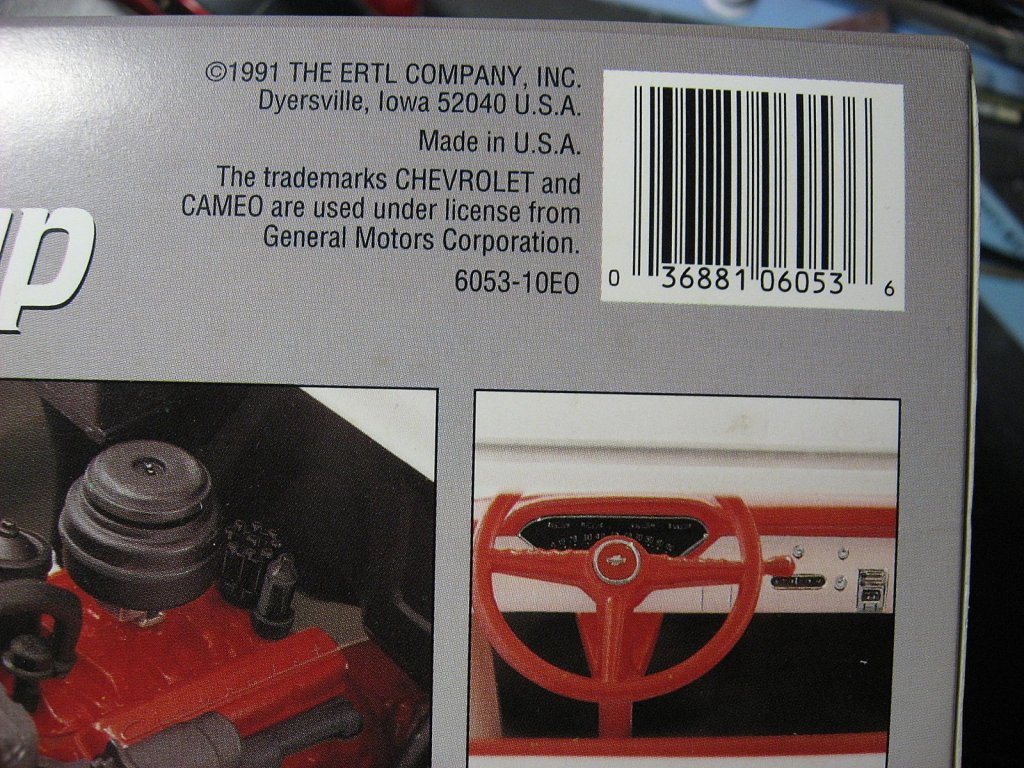 ©1991 THE ERTL COMPANY, INC.
Dyersville, Iowa 52040 U.S.A.
Made in U.S.A.
The trademarks CHEVROLET and
CAMEO are used under license from
General Motors Corporation.
6053-10EO
0 36881 06053 6
up